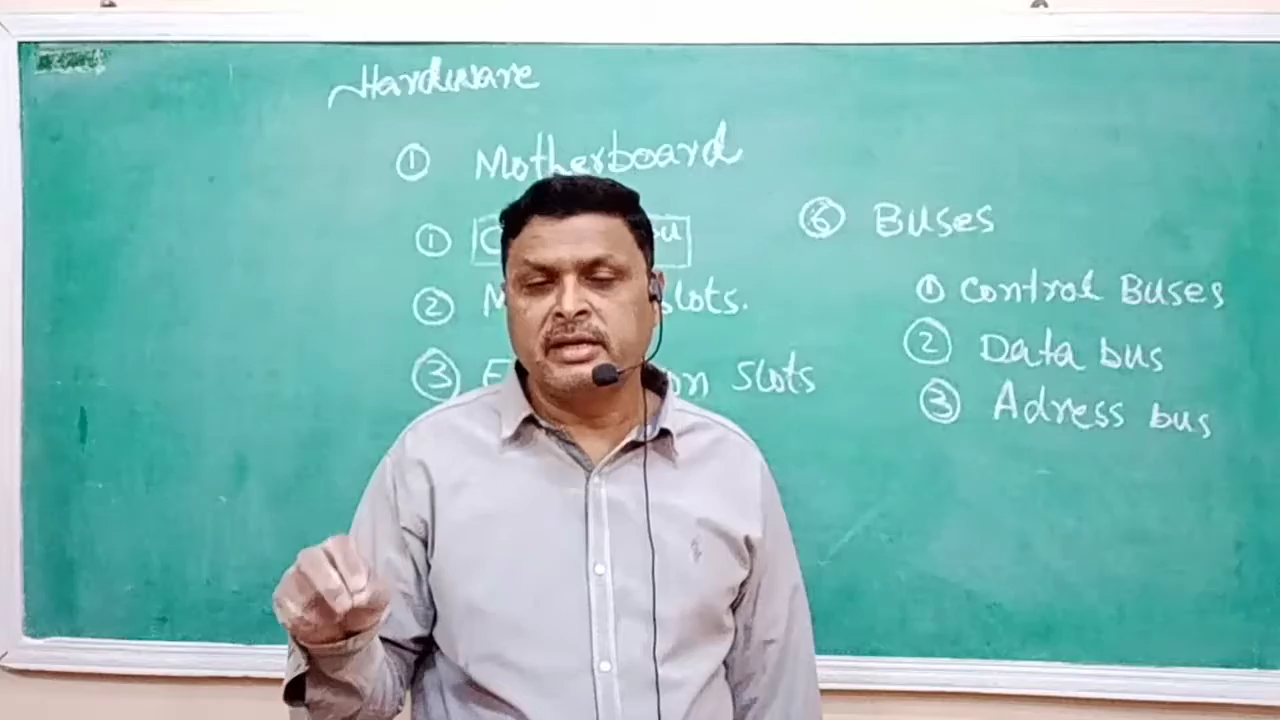 Hardware
① Motherboard
①
② slots.
③ slots
⑥ Buses
① Control Buses
② Data bus
③ Adress bus